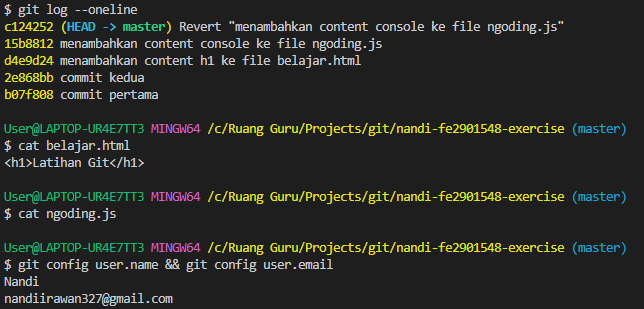 $ git log --oneline
c124252 (HEAD -> master) Revert "menambahkan content console ke file ngoding.js"
15b8812 menambahkan content console ke file ngoding.js
d4e9d24 menambahkan content h1 ke file belajar.html
2e868bb commit kedua
b07f808 commit pertama
User@LAPTOP-UR4E7TT3 MINGW64 /c/Ruang Guru/Projects/git/nandi-fe2901548-exercise (master)
$ cat belajar.html
<h1>Latihan Git</h1>
User@LAPTOP-UR4E7TT3 MINGW64 /c/Ruang Guru/Projects/git/nandi-fe2901548-exercise (master)
$ cat ngoding.js
User@LAPTOP-UR4E7TT3 MINGW64 /c/Ruang Guru/Projects/git/nandi-fe2901548-exercise (master)
$ git config user.name && git config user.email
Nandi
nandiirawan327@gmail.com